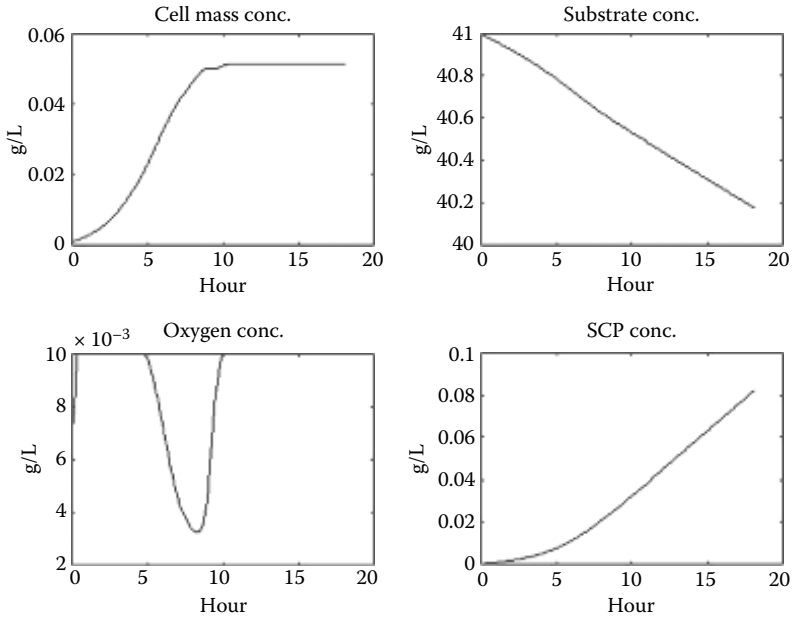 Cell mass conc.
0.06
0.04
0.02
0
g/L
0 5 10 15 20
Hour
Substrate conc.
41
40.8
40.6
40.4
40.2
40
g/L
0 5 10 15 20
Hour
Oxygen conc.
10 × 10–3
8
6
4
2
g/L
0 5 10 15 20
Hour
SCP conc.
0.1
0.08
0.06
0.04
0.02
0
g/L
0 5 10 15 20
Hour